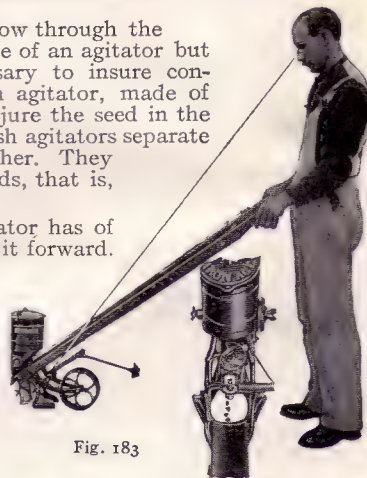 ow through the
e of an agitator but
sary to insure con-
n agitator, made of
jure the seed in the
sh agitators separate
her. They
ds, that is,
ator has of
it forward.
Fig. 183